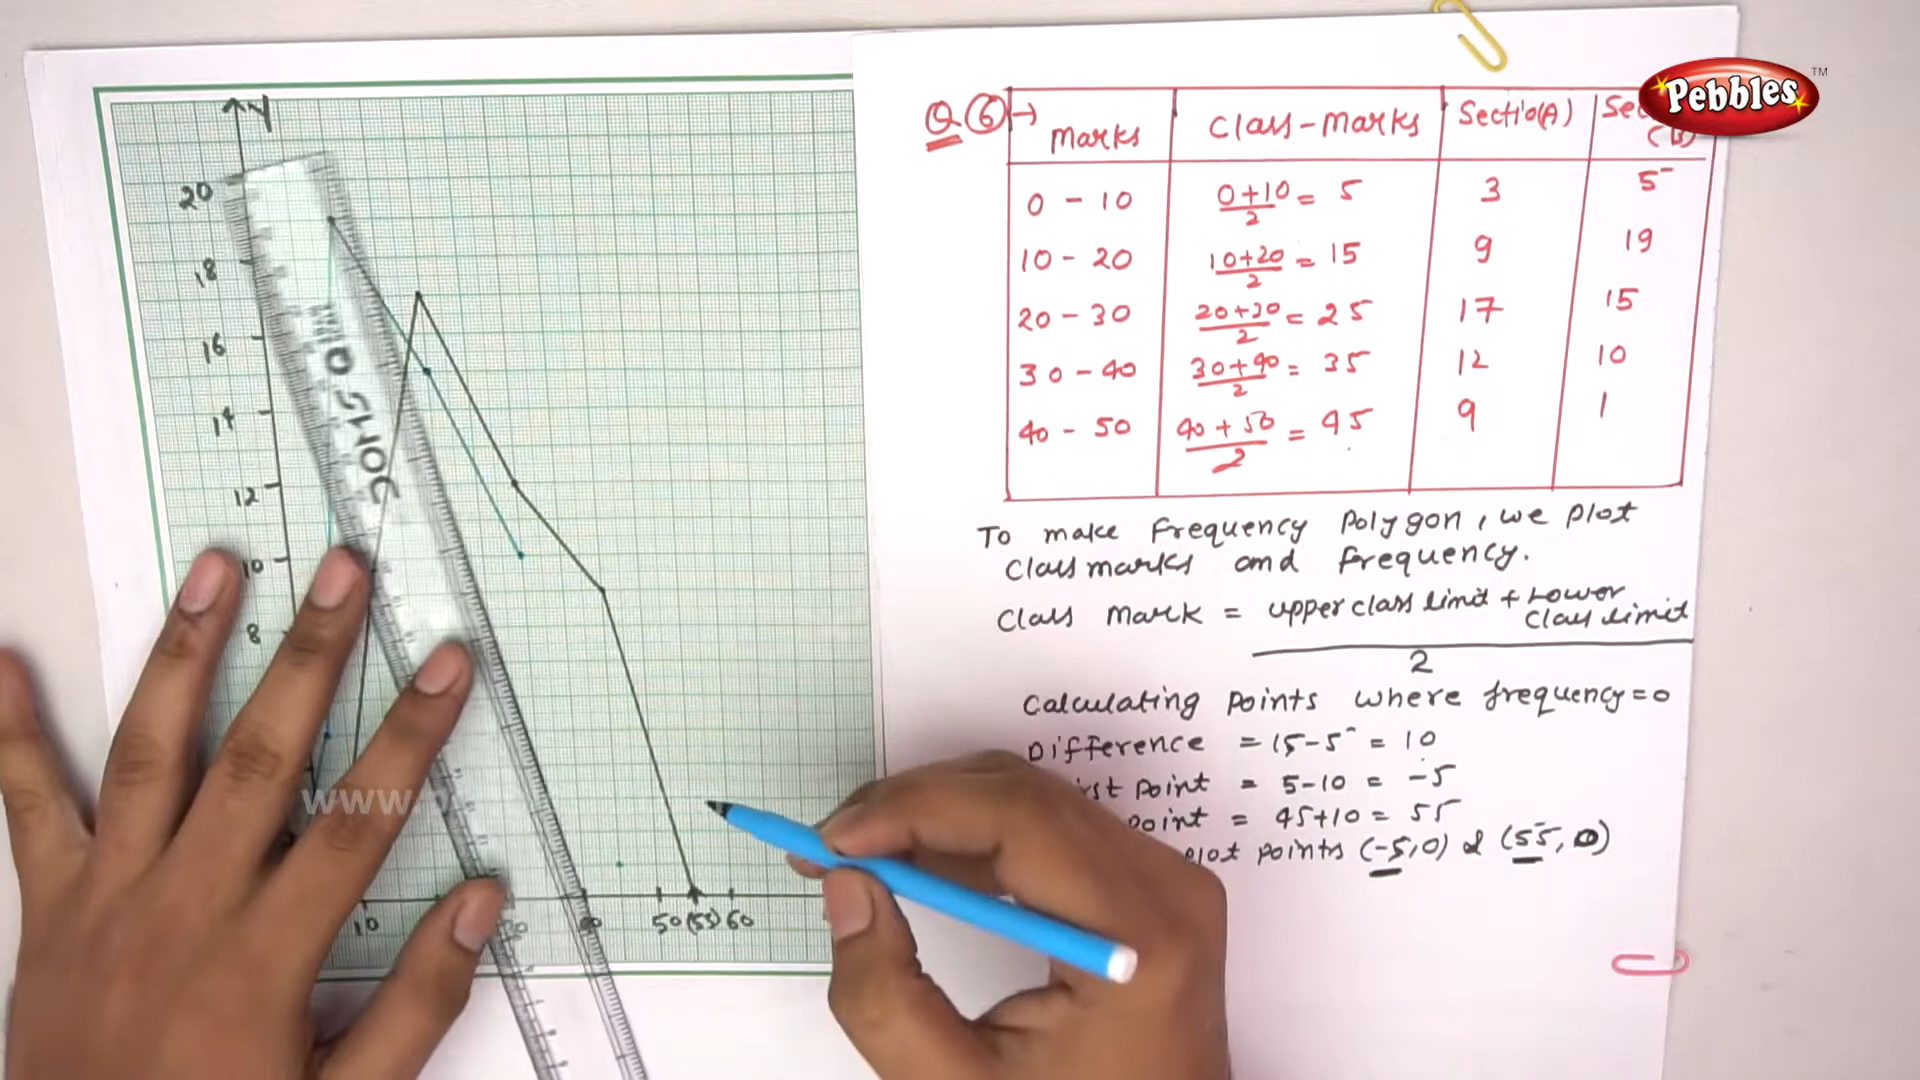 Y
20
18
16
14
12
10
8
10
50 (55) 60
Pebbles TM
Q(6)→
Marks Class-Marks Sectio(A) (B)
0 - 10 0+10/2 = 5 3 5
10 - 20 10+20/2 = 15 9 19
20 - 30 20+30/2 = 25 17 15
30 - 40 30+40/2 = 35 12 10
40 - 50 40+50/2 = 45 9 1
To make Frequency Polygon, we plot
Class marks and frequency.
Class Mark = upper class limit + Lower class limit
2
Calculating Points where frequency = 0
Difference = 15-5 = 10
Point = 5-10 = -5
Point = 45+10 = 55
plot points (-5,0) & (55, 0)
www.